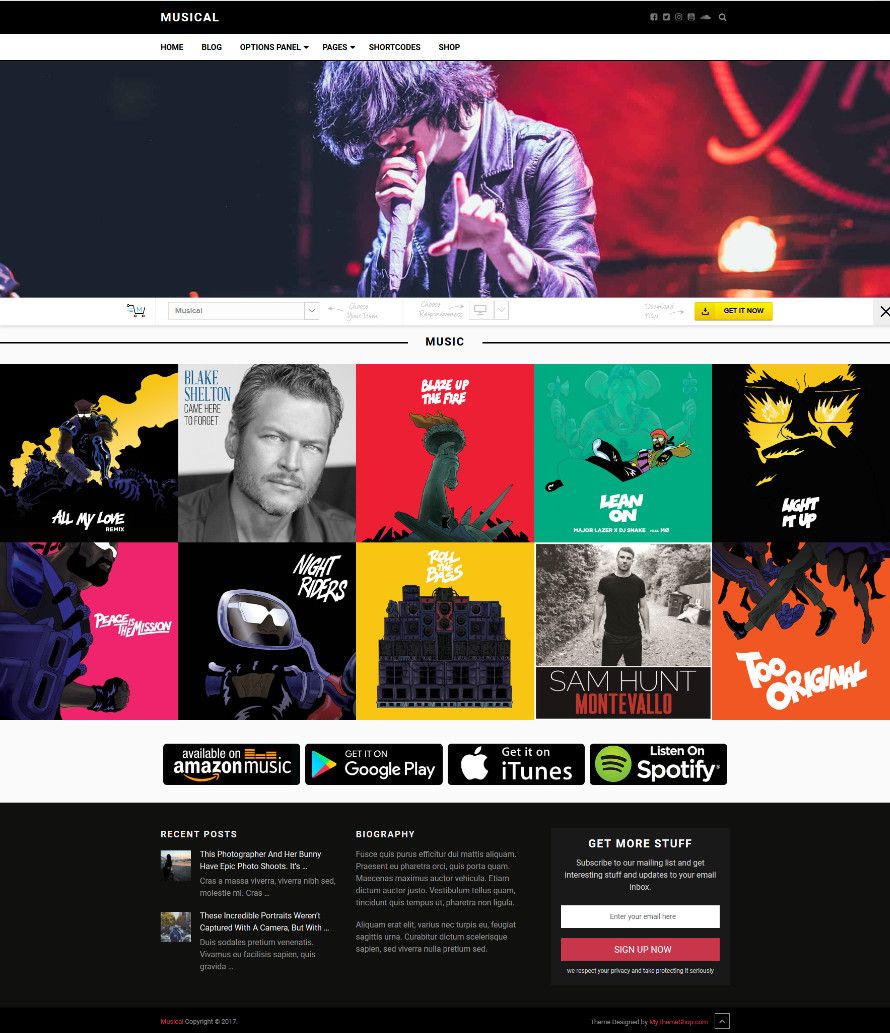 MUSICAL
HOME BLOG OPTIONS PANEL PAGES SHORTCODES SHOP
Musical
Choose
Your Item
Choose
Responsiveness
Download
Now
GET IT NOW
MUSIC
ALL MY LOVE
REMIX
BLAKE
SHELTON
CAME HERE
TO FORGET
BLAZE UP
THE FIRE
LEAN
ON
MAJOR LAZER X DJ SNAKE FEAT. MØ
LIGHT
IT UP
PEACE IS
THE MISSION
NIGHT
RIDERS
ROLL
THE
BASS
SAM HUNT
MONTEVALLO
TOO
ORIGINAL
available on
amazon music
GET IT ON
Google Play
Get it on
iTunes
Listen On
Spotify
RECENT POSTS
This Photographer And Her Bunny
Have Epic Photo Shoots. It's ...
Cras a massa viverra, viverra nibh sed,
molestie mi. Cras ...
These Incredible Portraits Weren't
Captured With A Camera, But With ...
Duis sodales pretium venenatis.
Vivamus eu facilisis sapien, quis
gravida ...
BIOGRAPHY
Fusce quis purus efficitur dui mattis aliquam.
Praesent eu pharetra orci, quis porta quam.
Maecenas maximus auctor vehicula. Etiam
dictum auctor justo. Vestibulum tellus quam,
tincidunt quis tempus ut, pharetra non ligula.
Aliquam erat elit, varius nec turpis eu, feugiat
sagittis urna. Curabitur dictum scelerisque
sapien, sed viverra nulla pretium sed.
GET MORE STUFF
Subscribe to our mailing list and get
interesting stuff and updates to your email
inbox.
Enter your email here
SIGN UP NOW
we respect your privacy and take protecting it seriously
Musical Copyright © 2017.
Theme Designed by MyThemeShop.com